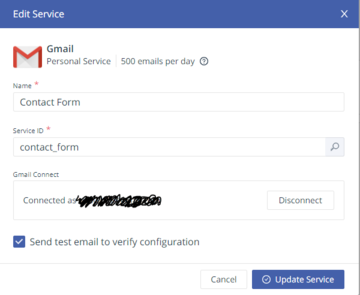 Edit Service
X
Gmail
Personal Service 500 emails per day ?
Name *
Contact Form
Service ID *
contact_form
Gmail Connect
Connected as
Disconnect
Send test email to verify configuration
Cancel
Update Service